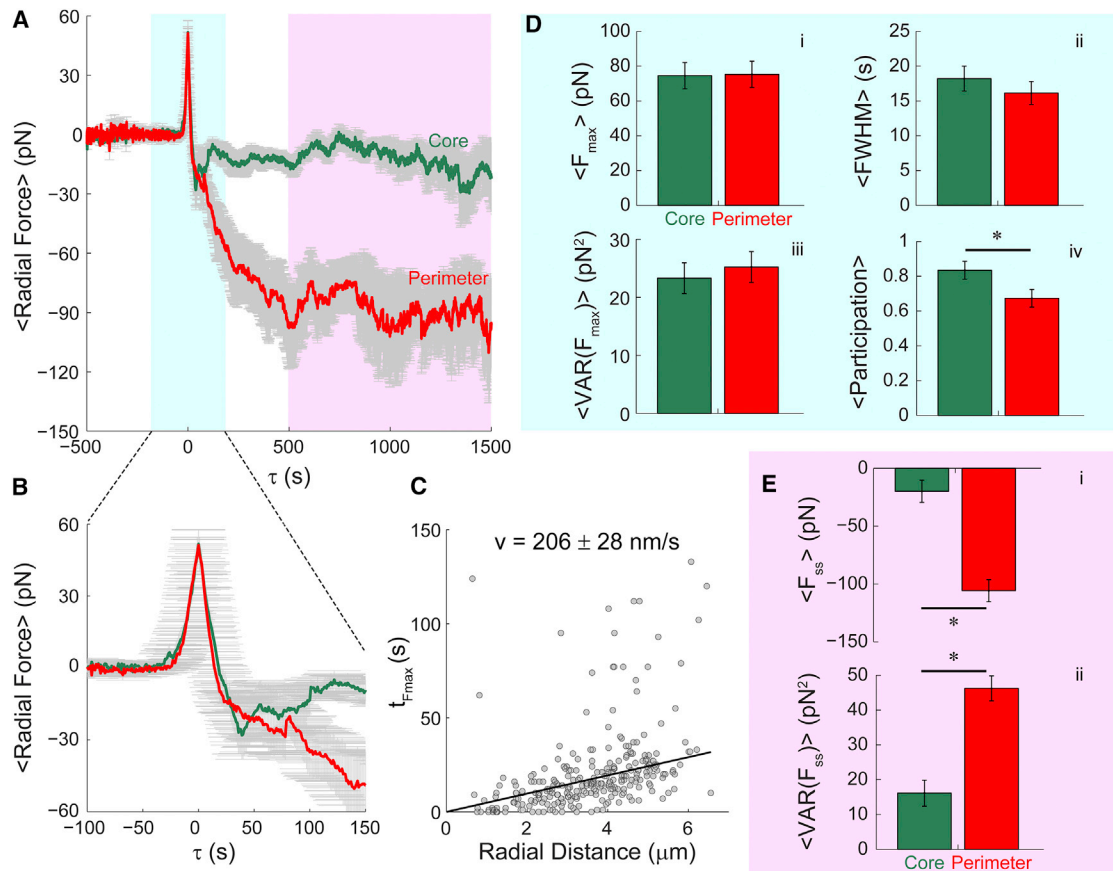 A
<Radial Force> (pN)
60
30
0
−30
−60
−90
−120
−150
−500
0
500
1000
1500
τ (s)
Core
Perimeter
B
<Radial Force> (pN)
60
30
0
−30
−60
−100
−50
0
50
100
150
τ (s)
C
v = 206 ± 28 nm/s
t_Fmax (s)
150
100
50
0
0
2
4
6
Radial Distance (μm)
D
i
<F_max> (pN)
100
80
60
40
20
0
Core Perimeter
ii
<FWHM> (s)
25
20
15
10
5
0
iii
<VAR(F_max)> (pN²)
30
20
10
0
iv
<Participation>
1
0.8
0.6
0.4
0.2
0
*
E
i
<F_ss> (pN)
0
−50
−100
−150
*
ii
<VAR(F_ss)> (pN²)
50
40
30
20
10
0
*
Core Perimeter